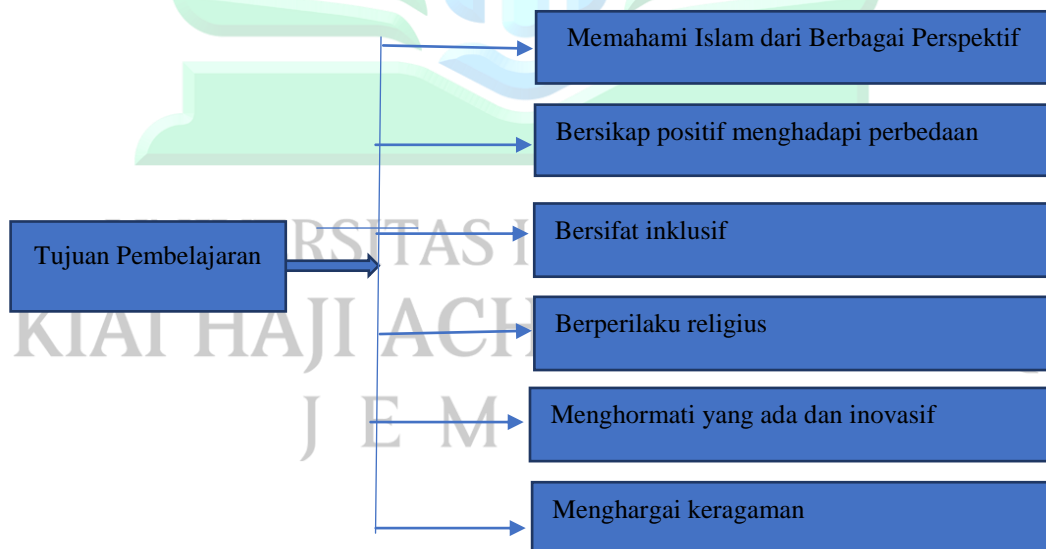 Memahami Islam dari Berbagai Perspektif
Bersikap positif menghadapi perbedaan
Bersifat inklusif
Tujuan Pembelajaran
Berperilaku religius
Menghormati yang ada dan inovasif
Menghargai keragaman
KIAI HAJI ACH
J E M